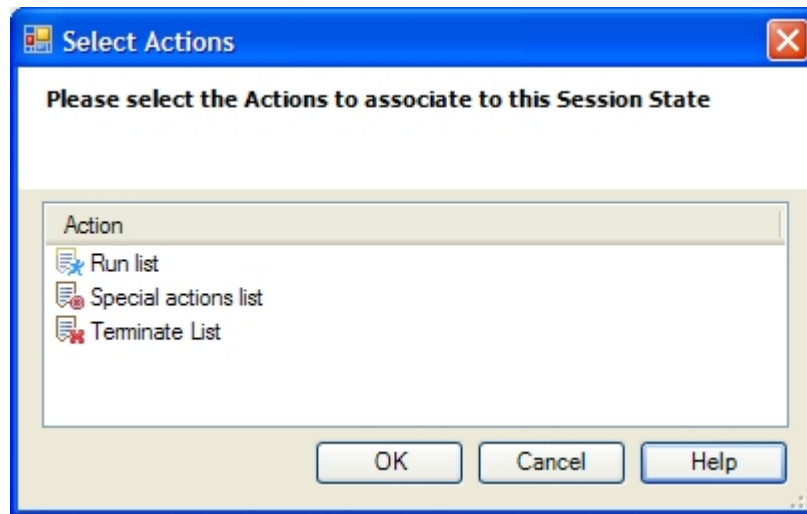 Select Actions
Please select the Actions to associate to this Session State
Action
Run list
Special actions list
Terminate List
OK Cancel Help